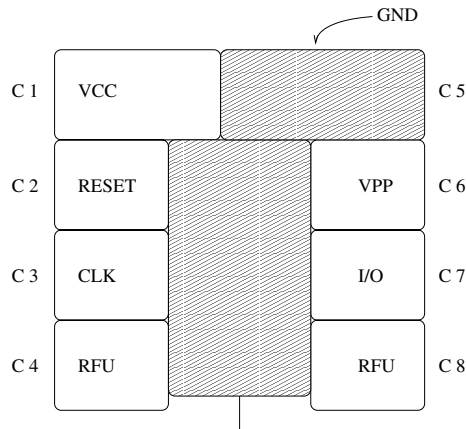 GND
C 1 VCC C 5
C 2 RESET VPP C 6
C 3 CLK I/O C 7
C 4 RFU RFU C 8